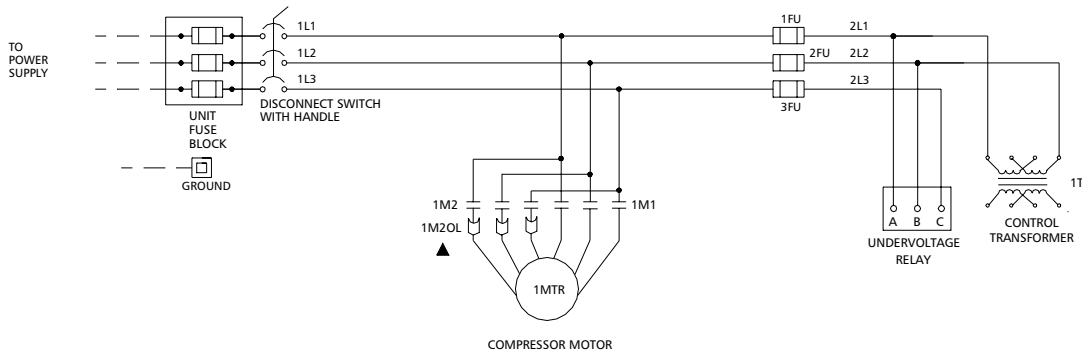 TO
POWER
SUPPLY
1L1
1L2
1L3
UNIT
FUSE
BLOCK
DISCONNECT SWITCH
WITH HANDLE
GROUND
1FU
2FU
3FU
2L1
2L2
2L3
1M2
1M1
1M2OL
1MTR
COMPRESSOR MOTOR
A B C
UNDERVOLTAGE
RELAY
1T
CONTROL
TRANSFORMER